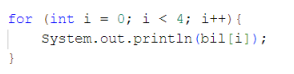 for (int i = 0; i < 4; i++){
    System.out.println(bil[i]);
}